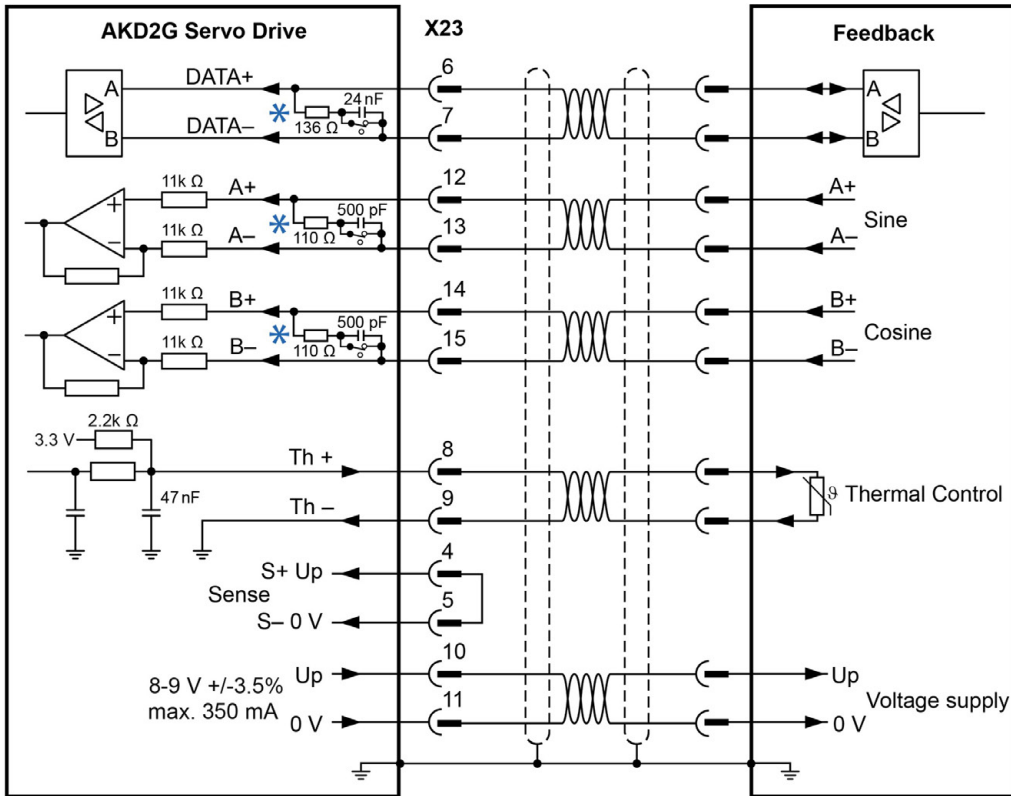 AKD2G Servo Drive
X23
Feedback
A
DATA+
6
A
24 nF
*
7
136 Ω
B
DATA–
B
11k Ω
A+
12
A+
+
500 pF
*
Sine
11k Ω
A–
110 Ω
13
A–
–
11k Ω
B+
14
B+
+
500 pF
*
Cosine
11k Ω
B–
110 Ω
15
B–
–
2.2k Ω
3.3 V
Th +
8
47 nF
ϑ Thermal Control
Th –
9
S+ Up
4
Sense
S– 0 V
5
Up
10
Up
8-9 V +/-3.5%
Voltage supply
max. 350 mA
0 V
11
0 V